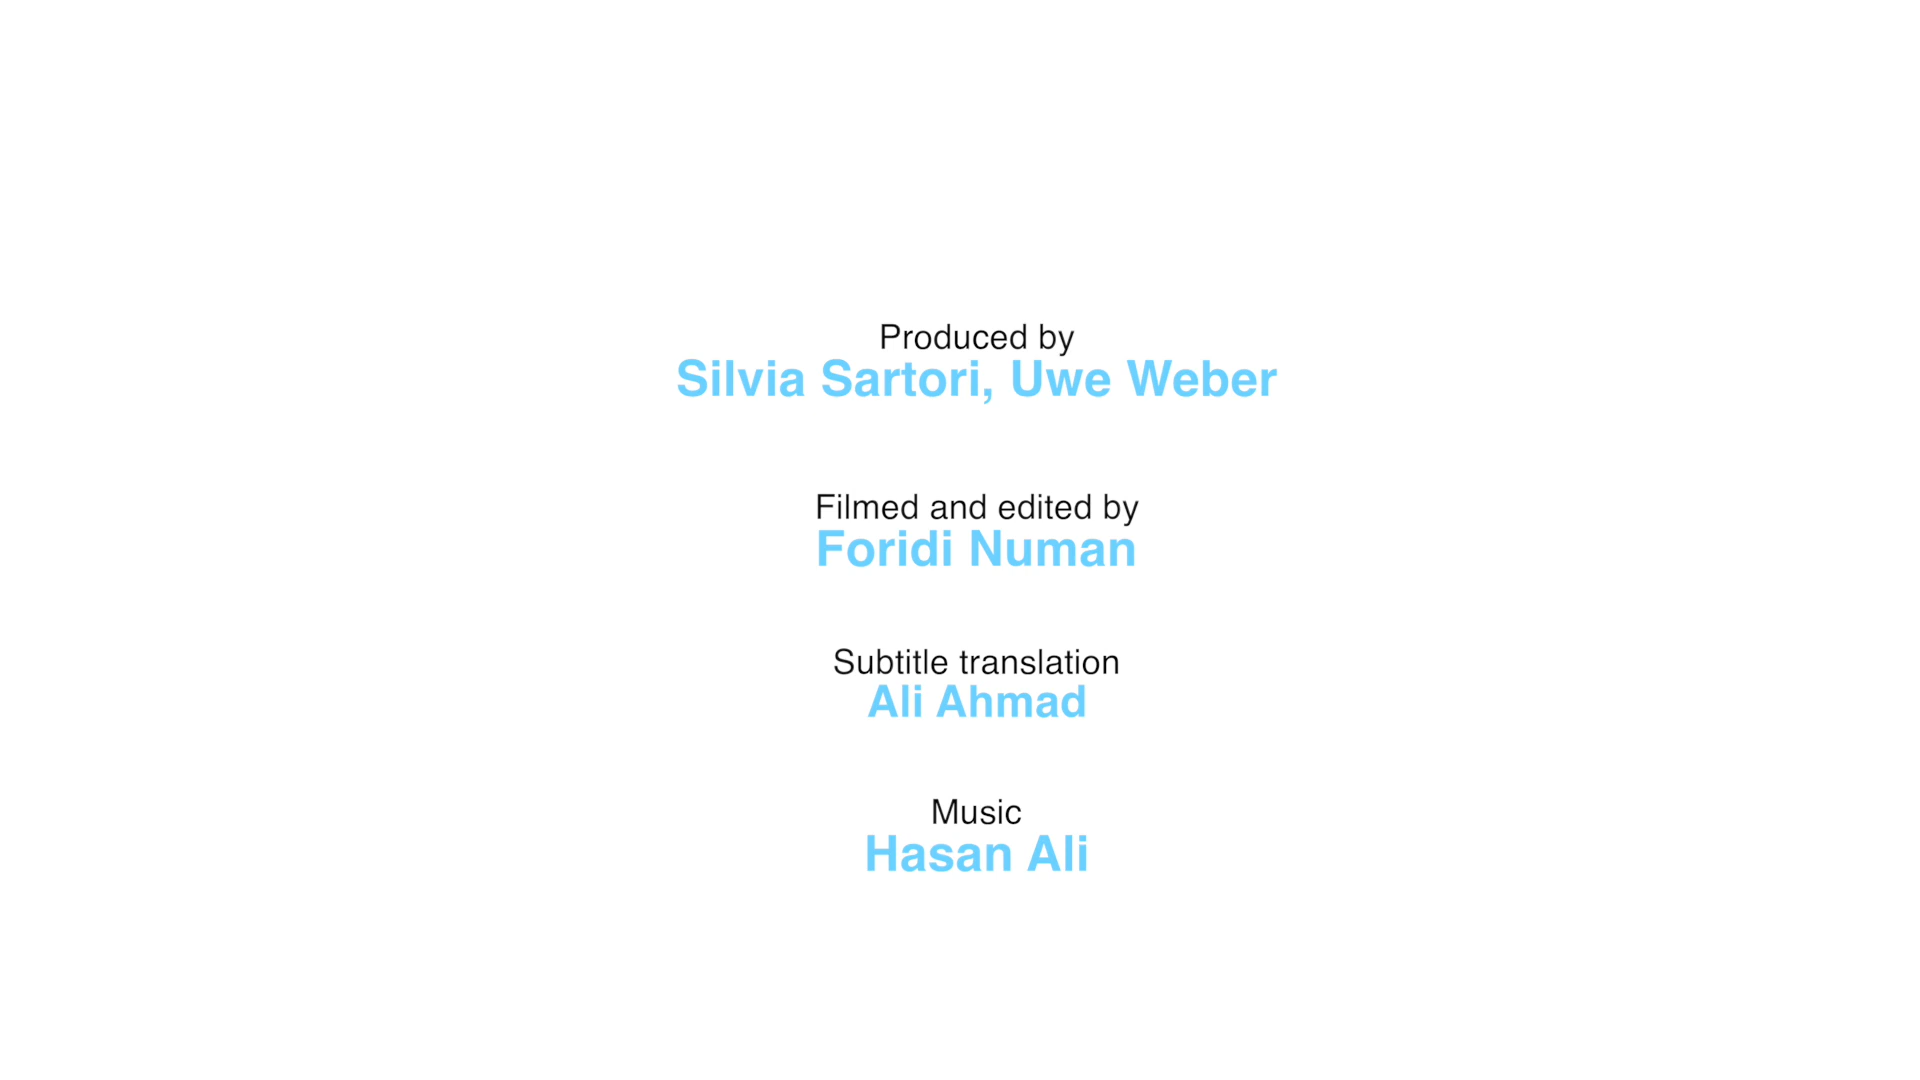 Produced by
Silvia Sartori, Uwe Weber
Filmed and edited by
Foridi Numan
Subtitle translation
Ali Ahmad
Music
Hasan Ali